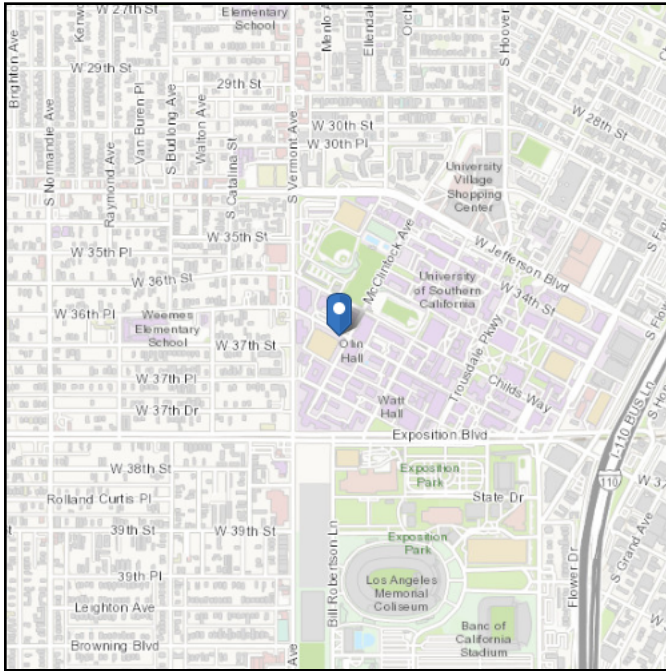 W 27th St
Elementary
School
Brighton Ave
Kenw
Menlo A
Ellendale
Orch
S Hoover
W 29th St
29th St
Van Buren Pl
S Budlong Ave
Walton Ave
W 30th St
W 30th Pl
W 28th St
S Normandie Ave
Raymond Ave
S Catalina St
S Vermont Ave
University
Village
Shopping
Center
W 35th St
W 35th Pl
McClintock Ave
W Jefferson Blvd
W 36th St
University
of Southern
California
W 34th St
W 36th Pl
Weemes
Elementary
School
W 37th St
Olin
Hall
Trousdale Pkwy
W 37th Pl
Watt
Hall
Childs Way
W 37th Dr
Exposition Blvd
I-110 BUS Ln
110
W 38th St
Exposition
Park
State Dr
Rolland Curtis Pl
39th St
W 39th St
Bill Robertson Ln
Exposition
Park
Flower Dr
S Grand Ave
39th Pl
Los Angeles
Memorial
Coliseum
Leighton Ave
Banc of
California
Stadium
Browning Blvd
Ave